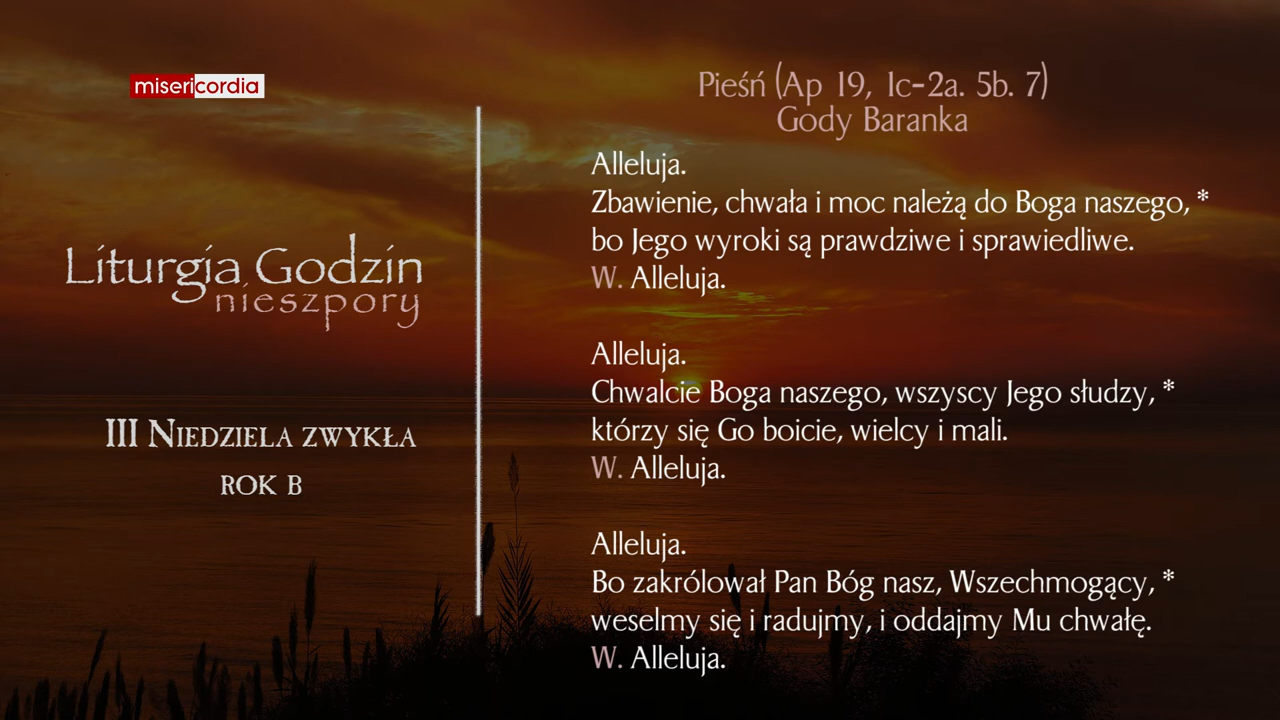 misericordia
Liturgia Godzin
nieszpory
III Niedziela zwykła
rok B
Pieśń (Ap 19, 1c-2a. 5b. 7)
Gody Baranka
Alleluja.
Zbawienie, chwała i moc należą do Boga naszego, *
bo Jego wyroki są prawdziwe i sprawiedliwe.
W. Alleluja.
Alleluja.
Chwalcie Boga naszego, wszyscy Jego słudzy, *
którzy się Go boicie, wielcy i mali.
W. Alleluja.
Alleluja.
Bo zakrólował Pan Bóg nasz, Wszechmogący, *
weselmy się i radujmy, i oddajmy Mu chwałę.
W. Alleluja.